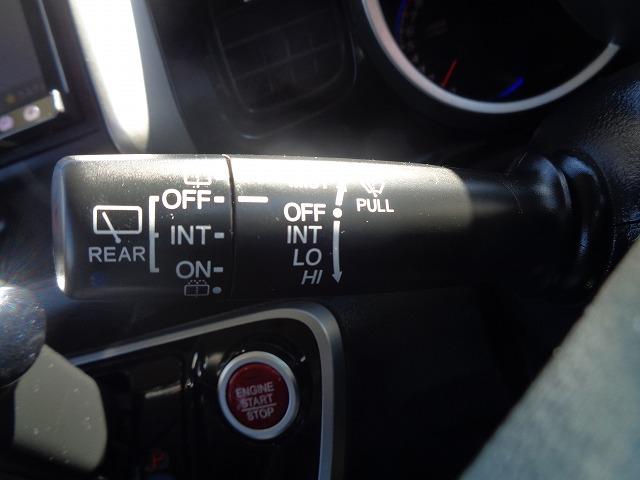 REAR
OFF
INT
ON
OFF
INT
LO
HI
PULL
ENGINE
START
STOP
P